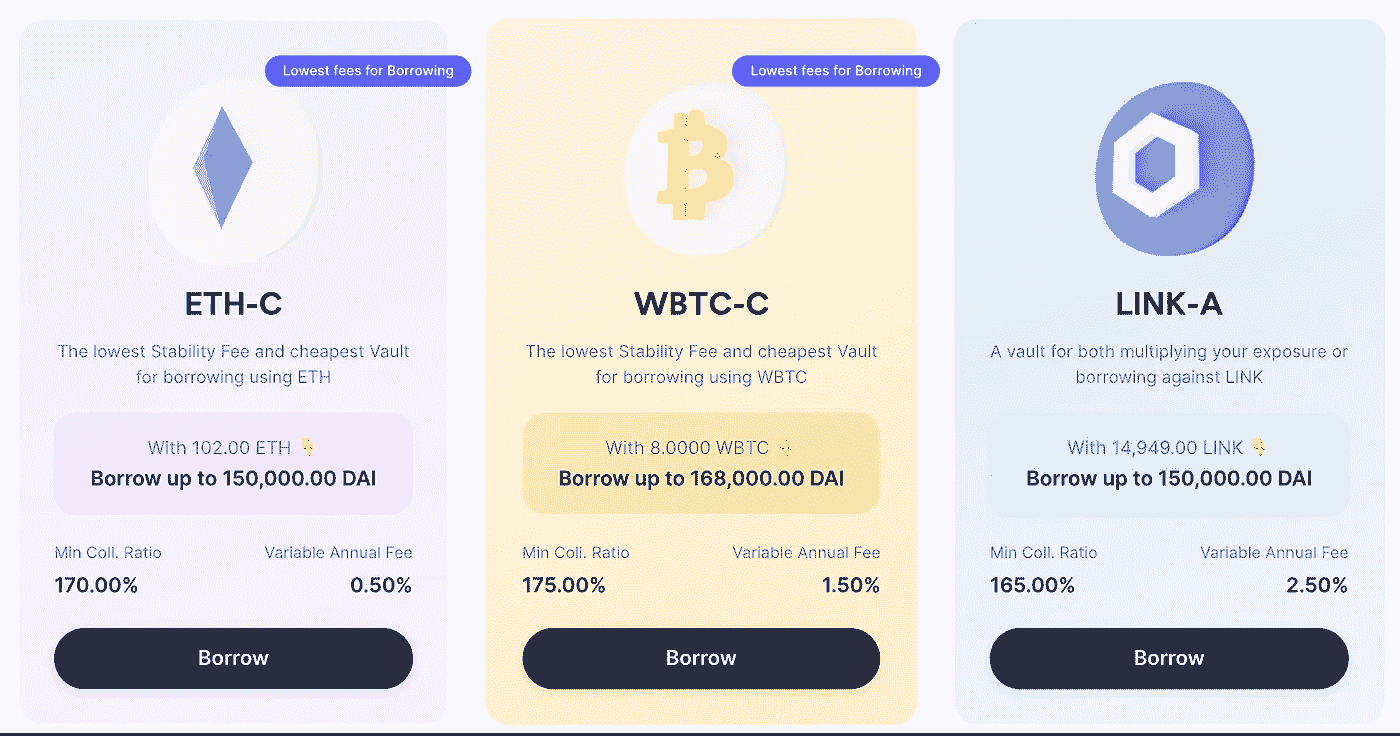 Lowest fees for Borrowing
ETH-C
The lowest Stability Fee and cheapest Vault
for borrowing using ETH
With 102.00 ETH 👇
Borrow up to 150,000.00 DAI
Min Coll. Ratio
Variable Annual Fee
170.00%
0.50%
Borrow
Lowest fees for Borrowing
WBTC-C
The lowest Stability Fee and cheapest Vault
for borrowing using WBTC
With 8.0000 WBTC 👇
Borrow up to 168,000.00 DAI
Min Coll. Ratio
Variable Annual Fee
175.00%
1.50%
Borrow
LINK-A
A vault for both multiplying your exposure or
borrowing against LINK
With 14,949.00 LINK 👇
Borrow up to 150,000.00 DAI
Min Coll. Ratio
Variable Annual Fee
165.00%
2.50%
Borrow